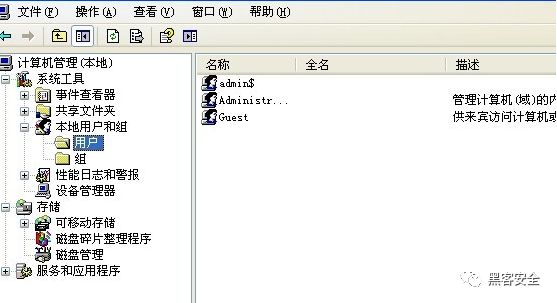 文件(F) 操作(A) 查看(V) 窗口(W) 帮助(H)
计算机管理(本地)
系统工具
事件查看器
共享文件夹
本地用户和组
用户
组
性能日志和警报
设备管理器
存储
可移动存储
磁盘碎片整理程序
磁盘管理
服务和应用程序
名称 全名 描述
admin$
Administr... 管理计算机(域)的内
Guest 供来宾访问计算机或
黑客安全